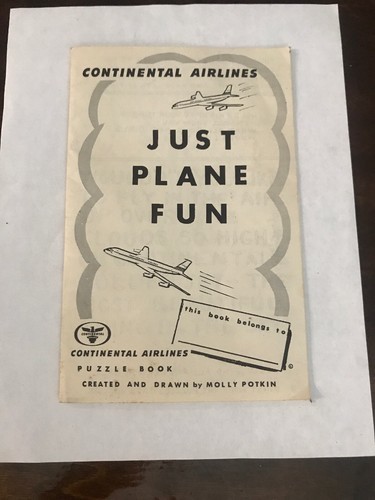 CONTINENTAL AIRLINES
JUST
PLANE
FUN
this book belongs to
CONTINENTAL AIRLINES
PUZZLE BOOK
©
CREATED AND DRAWN by MOLLY POTKIN